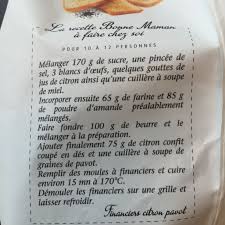 La recette Bonne Maman
à faire chez soi
POUR 10 À 12 PERSONNES
Mélanger 170 g de sucre, une pincée de
sel, 3 blancs d'œufs, quelques gouttes de
jus de citron ainsi qu'une cuillère à soupe
de miel.
Incorporer ensuite 65 g de farine et 85 g
de poudre d'amande préalablement
mélangés.
Faire fondre 100 g de beurre et le
mélanger à la préparation.
Ajouter finalement 75 g de citron confit
coupé en dés et une cuillère à soupe de
graines de pavot.
Remplir des moules à financiers et cuire
environ 15 mn à 170°C.
Démouler les financiers sur une grille et
laisser refroidir.
Financiers citron pavot